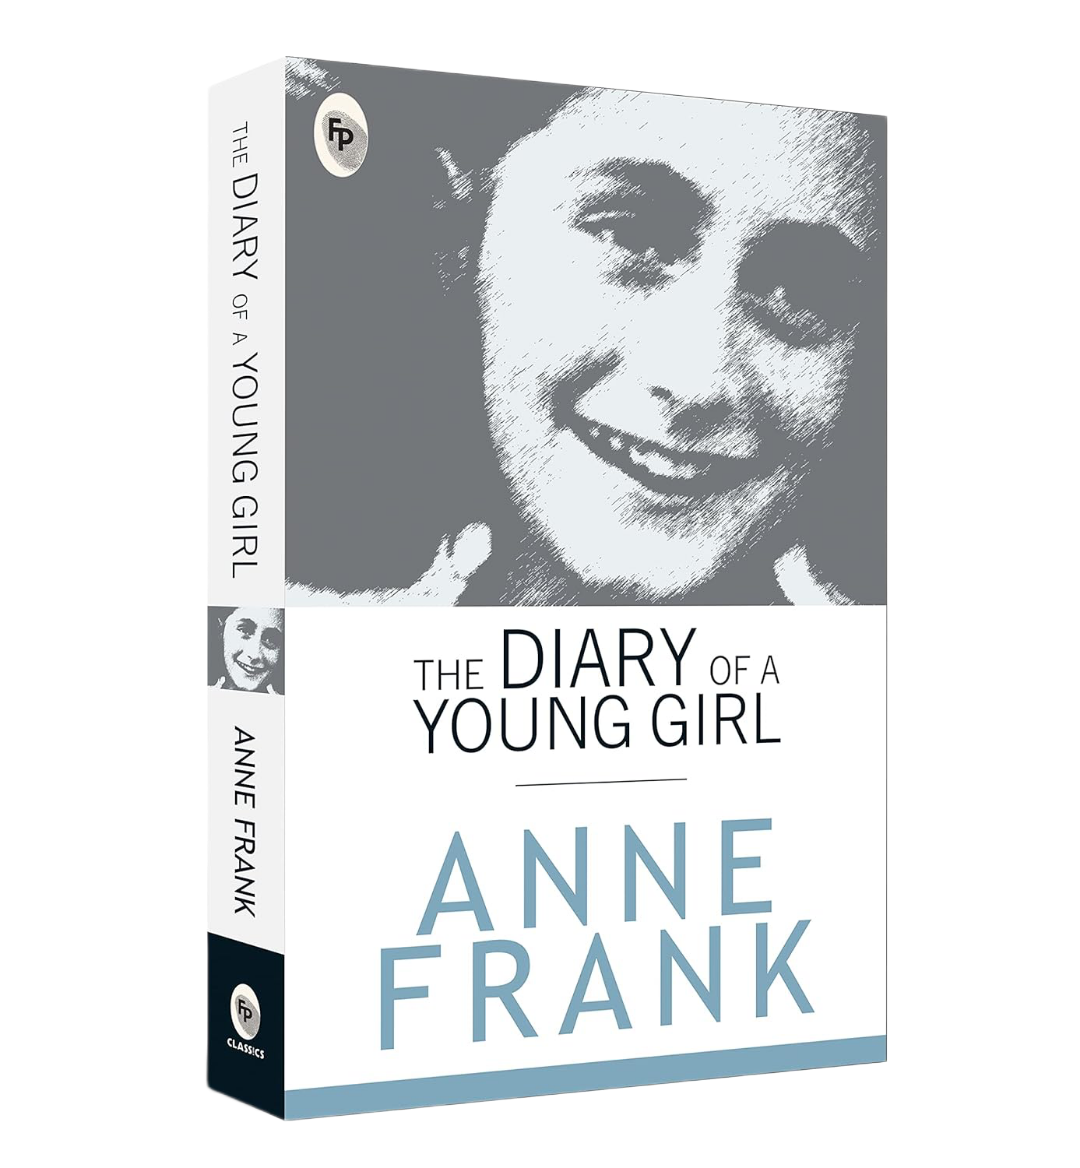 THE DIARY OF A YOUNG GIRL
ANNE FRANK
FP
CLASSICS
FP
THE DIARY OF A
YOUNG GIRL
ANNE
FRANK